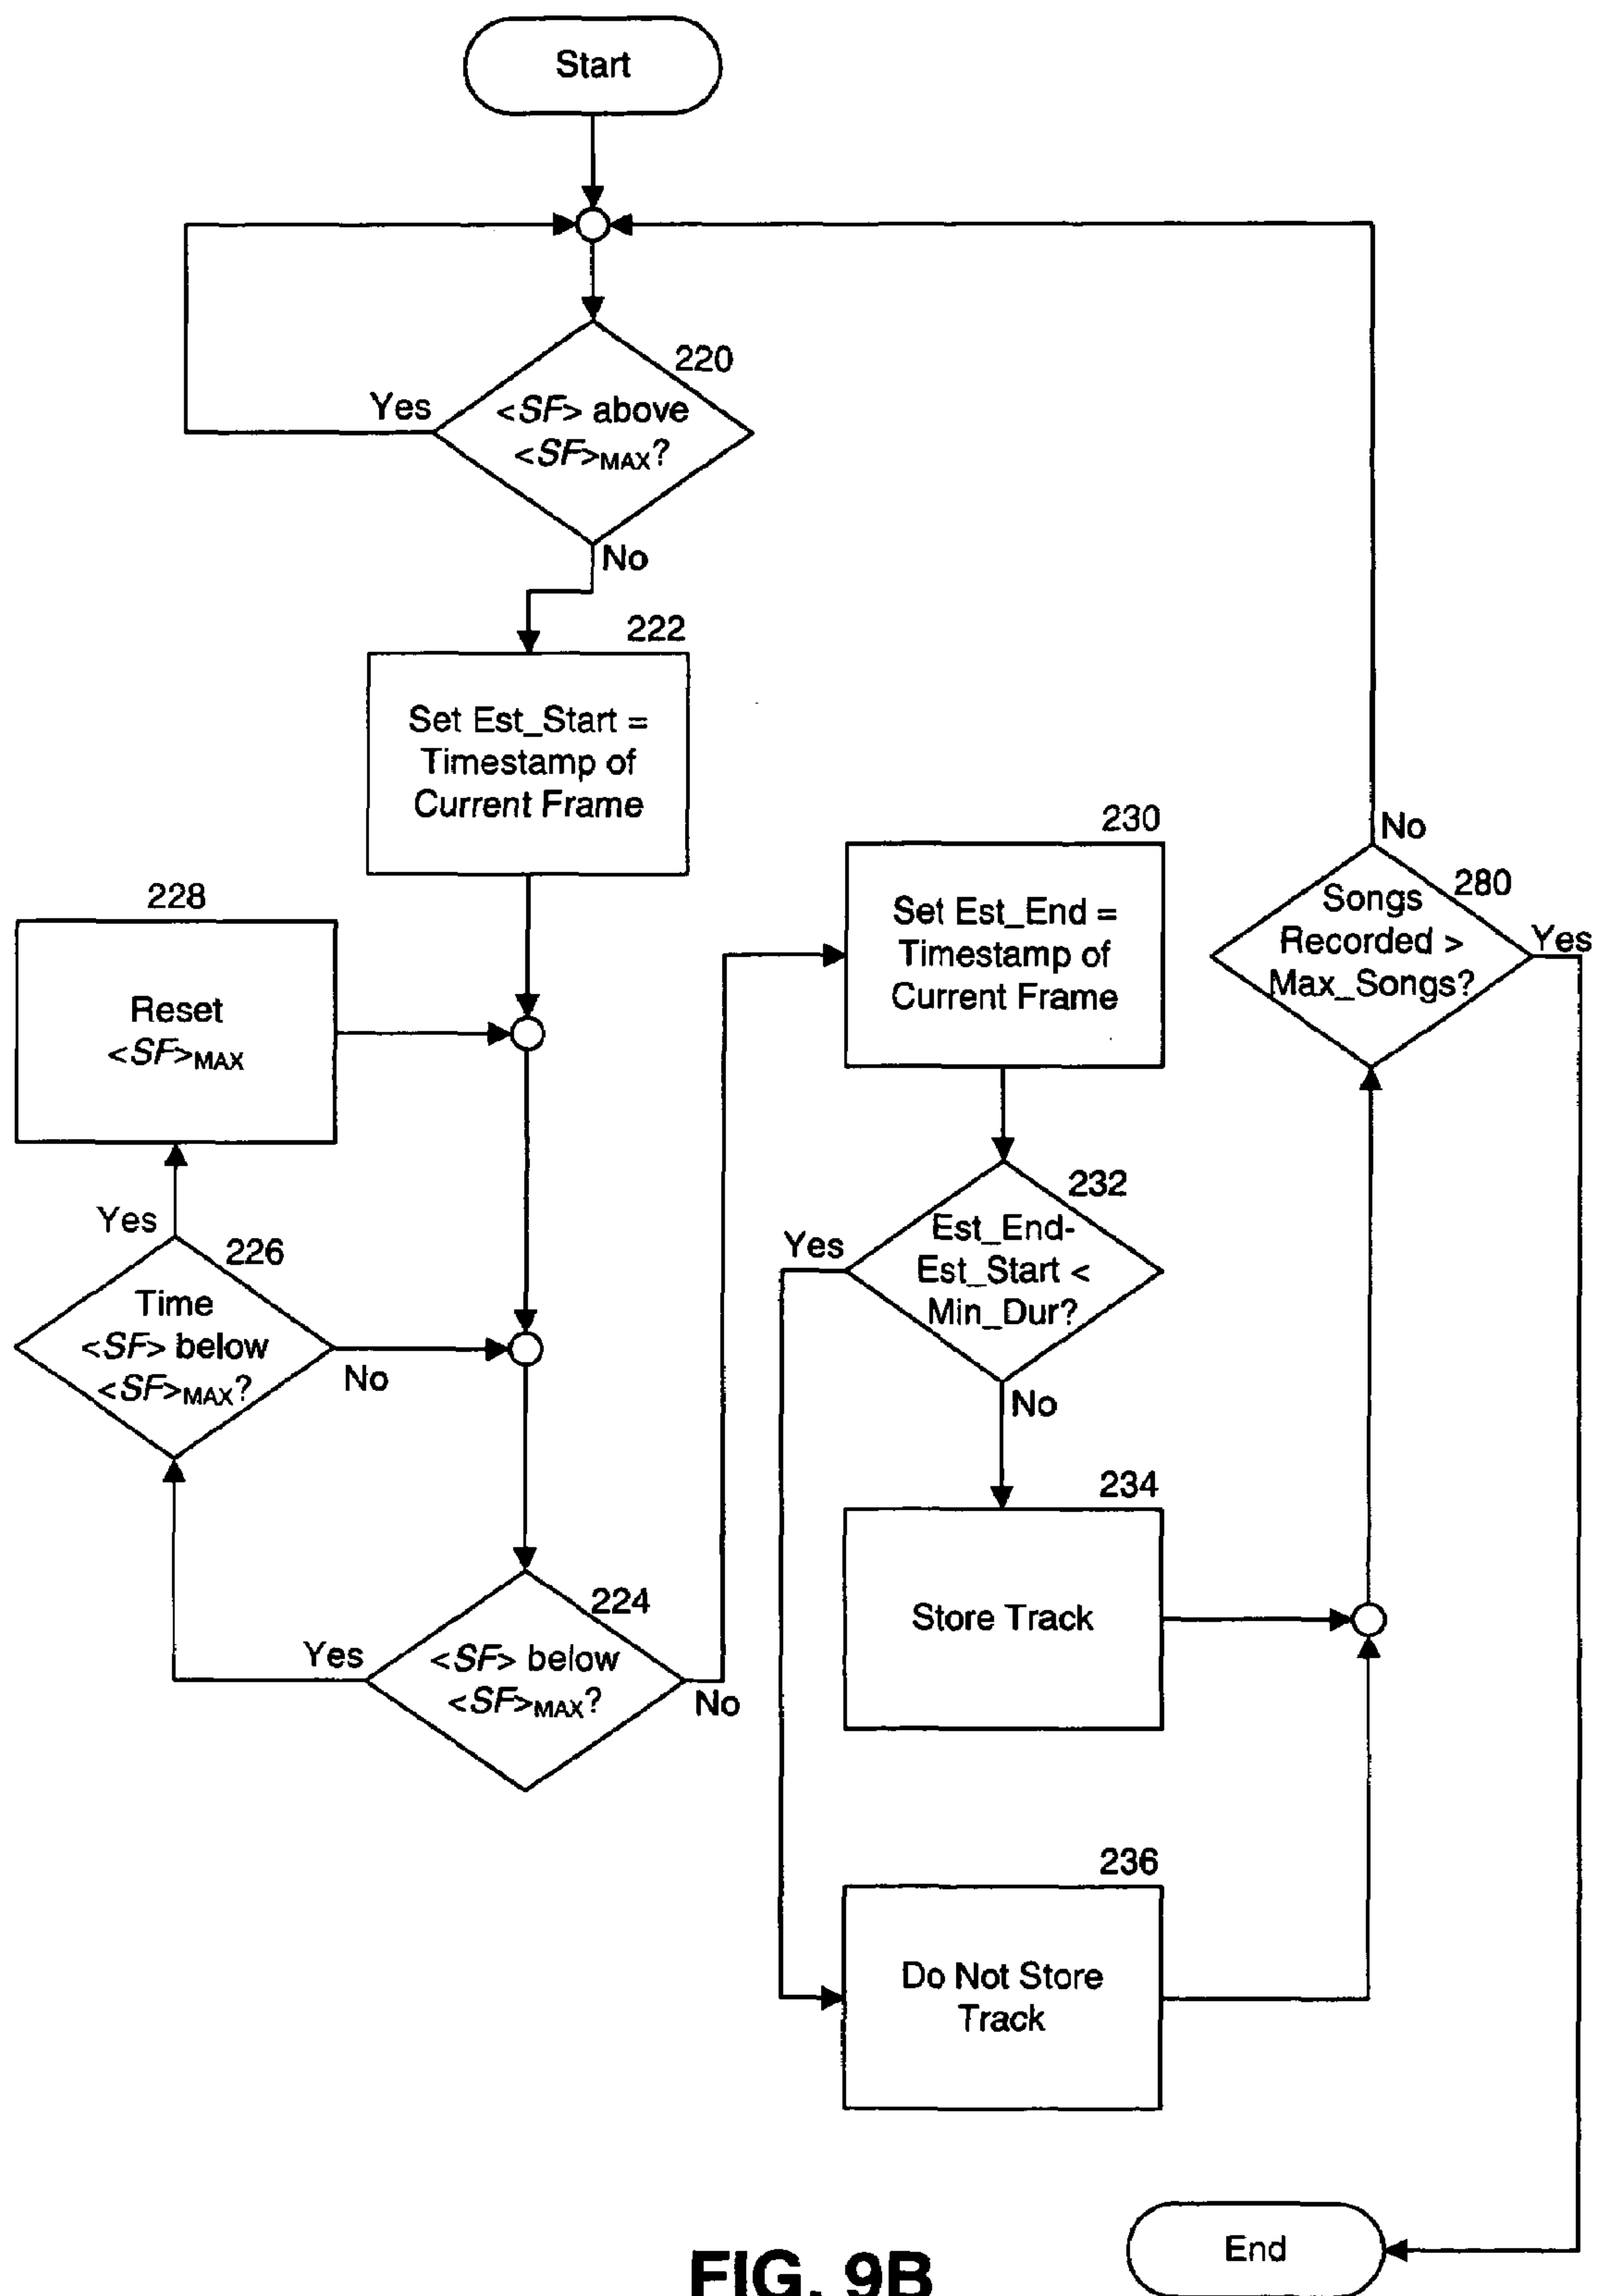 Start
220
Yes
<SF> above
<SF>MAX?
No
222
Set Est_Start =
Timestamp of
Current Frame
228
Reset
<SF>MAX
Yes
226
Time
<SF> below
<SF>MAX?
No
224
Yes
<SF> below
<SF>MAX?
No
230
Set Est_End =
Timestamp of
Current Frame
232
Yes
Est_End-
Est_Start <
Min_Dur?
No
234
Store Track
236
Do Not Store
Track
No
280
Songs
Recorded >
Max_Songs?
Yes
End
FIG. 9B